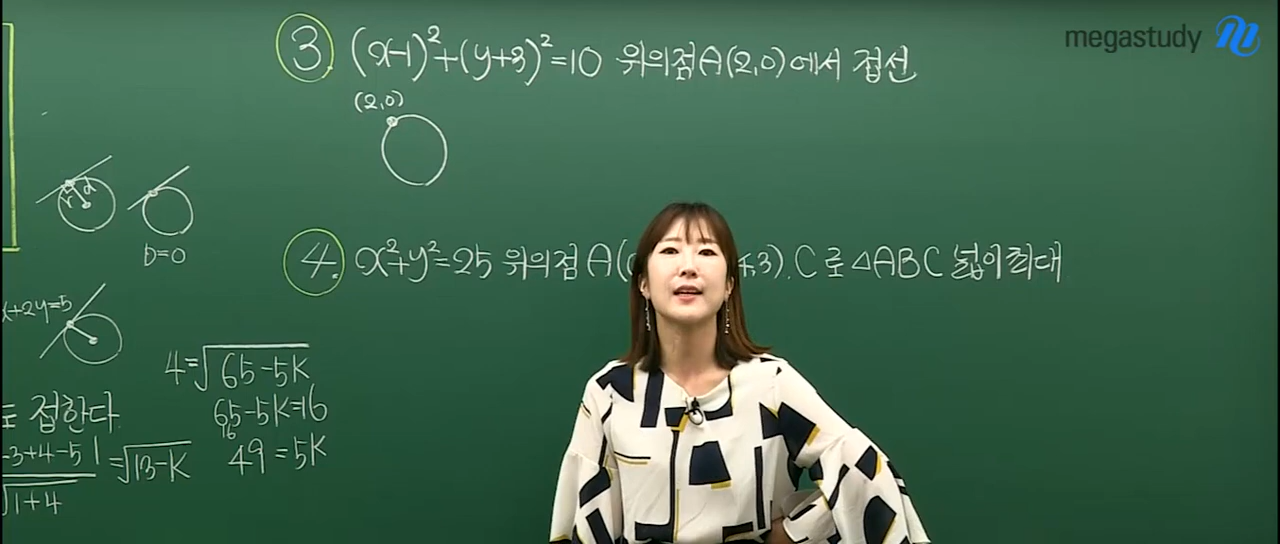 megastudy
③ (x-1)²+(y+3)²=10 위의점A(2,0)에서 접선
(2,0)
r d
D=0
④. x²+y²=25 위의점 A( ,3). C로 △ABC 넓이최대
x+2y=5
4=√65-5k
65-5k=16
16
49=5k
접한다.
-3+4-5|
√1+4
=√13-k